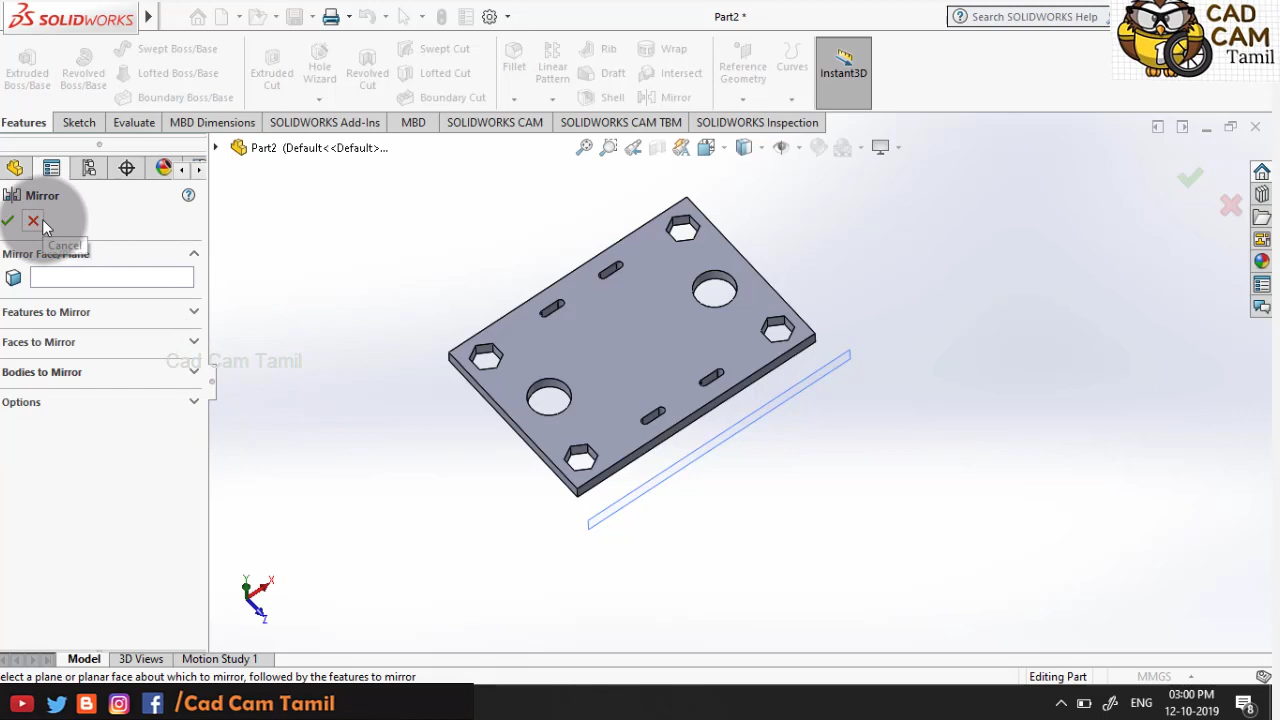 SOLIDWORKS
Part2 *
Search SOLIDWORKS Help
CAD
CAM
Tamil
Extruded
Boss/Base
Revolved
Boss/Base
Swept Boss/Base
Lofted Boss/Base
Boundary Boss/Base
Extruded
Cut
Hole
Wizard
Revolved
Cut
Swept Cut
Lofted Cut
Boundary Cut
Fillet
Linear
Pattern
Rib
Draft
Shell
Wrap
Intersect
Mirror
Reference
Geometry
Curves
Instant3D
Features
Sketch
Evaluate
MBD Dimensions
SOLIDWORKS Add-Ins
MBD
SOLIDWORKS CAM
SOLIDWORKS CAM TBM
SOLIDWORKS Inspection
Part2 (Default<<Default>...
Mirror
Cancel
Mirror Face/Plane
Features to Mirror
Faces to Mirror
Cad Cam Tamil
Bodies to Mirror
Options
Y
X
Z
Model
3D Views
Motion Study 1
elect a plane or planar face about which to mirror, followed by the features to mirror
Editing Part
MMGS
/Cad Cam Tamil
ENG
03:00 PM
12-10-2019
8